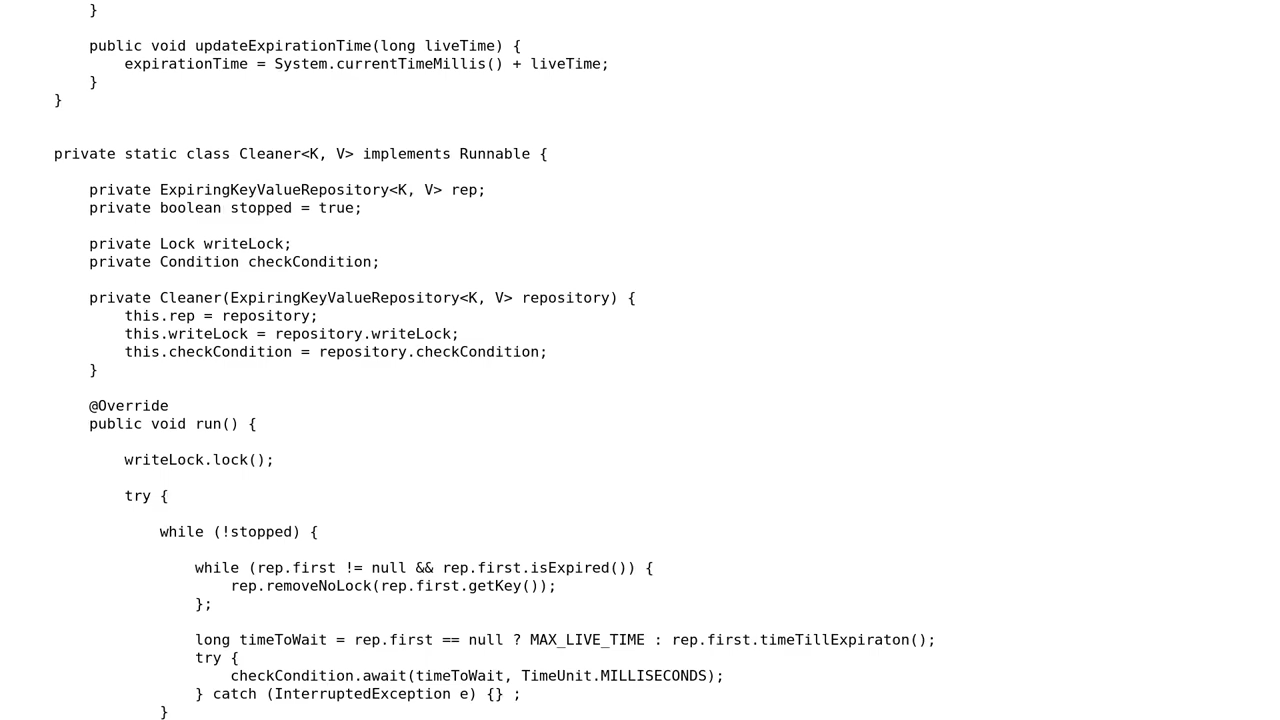 }
public void updateExpirationTime(long liveTime) {
expirationTime = System.currentTimeMillis() + liveTime;
}
}
private static class Cleaner<K, V> implements Runnable {
private ExpiringKeyValueRepository<K, V> rep;
private boolean stopped = true;
private Lock writeLock;
private Condition checkCondition;
private Cleaner(ExpiringKeyValueRepository<K, V> repository) {
this.rep = repository;
this.writeLock = repository.writeLock;
this.checkCondition = repository.checkCondition;
}
@Override
public void run() {
writeLock.lock();
try {
while (!stopped) {
while (rep.first != null && rep.first.isExpired()) {
rep.removeNoLock(rep.first.getKey());
};
long timeToWait = rep.first == null ? MAX_LIVE_TIME : rep.first.timeTillExpiraton();
try {
checkCondition.await(timeToWait, TimeUnit.MILLISECONDS);
} catch (InterruptedException e) {} ;
}